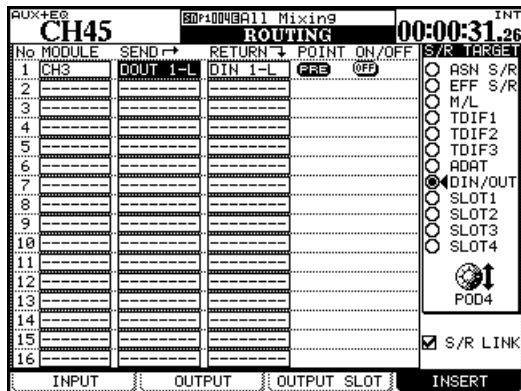 AUX+EQ
CH45
All Mixing
ROUTING
INT
00:00:31.26
No MODULE SEND RETURN POINT ON/OFF
1 CH3 DOUT 1-L DIN 1-L PRE OFF
2 -------- -------- --------
3 -------- -------- --------
4 -------- -------- --------
5 -------- -------- --------
6 -------- -------- --------
7 -------- -------- --------
8 -------- -------- --------
9 -------- -------- --------
10 -------- -------- --------
11 -------- -------- --------
12 -------- -------- --------
13 -------- -------- --------
14 -------- -------- --------
15 -------- -------- --------
16 -------- -------- --------
S/R TARGET
ASN S/R
EFF S/R
M/L
TDIF1
TDIF2
TDIF3
ADAT
DIN/OUT
SLOT1
SLOT2
SLOT3
SLOT4
POD4
S/R LINK
INPUT OUTPUT OUTPUT SLOT INSERT